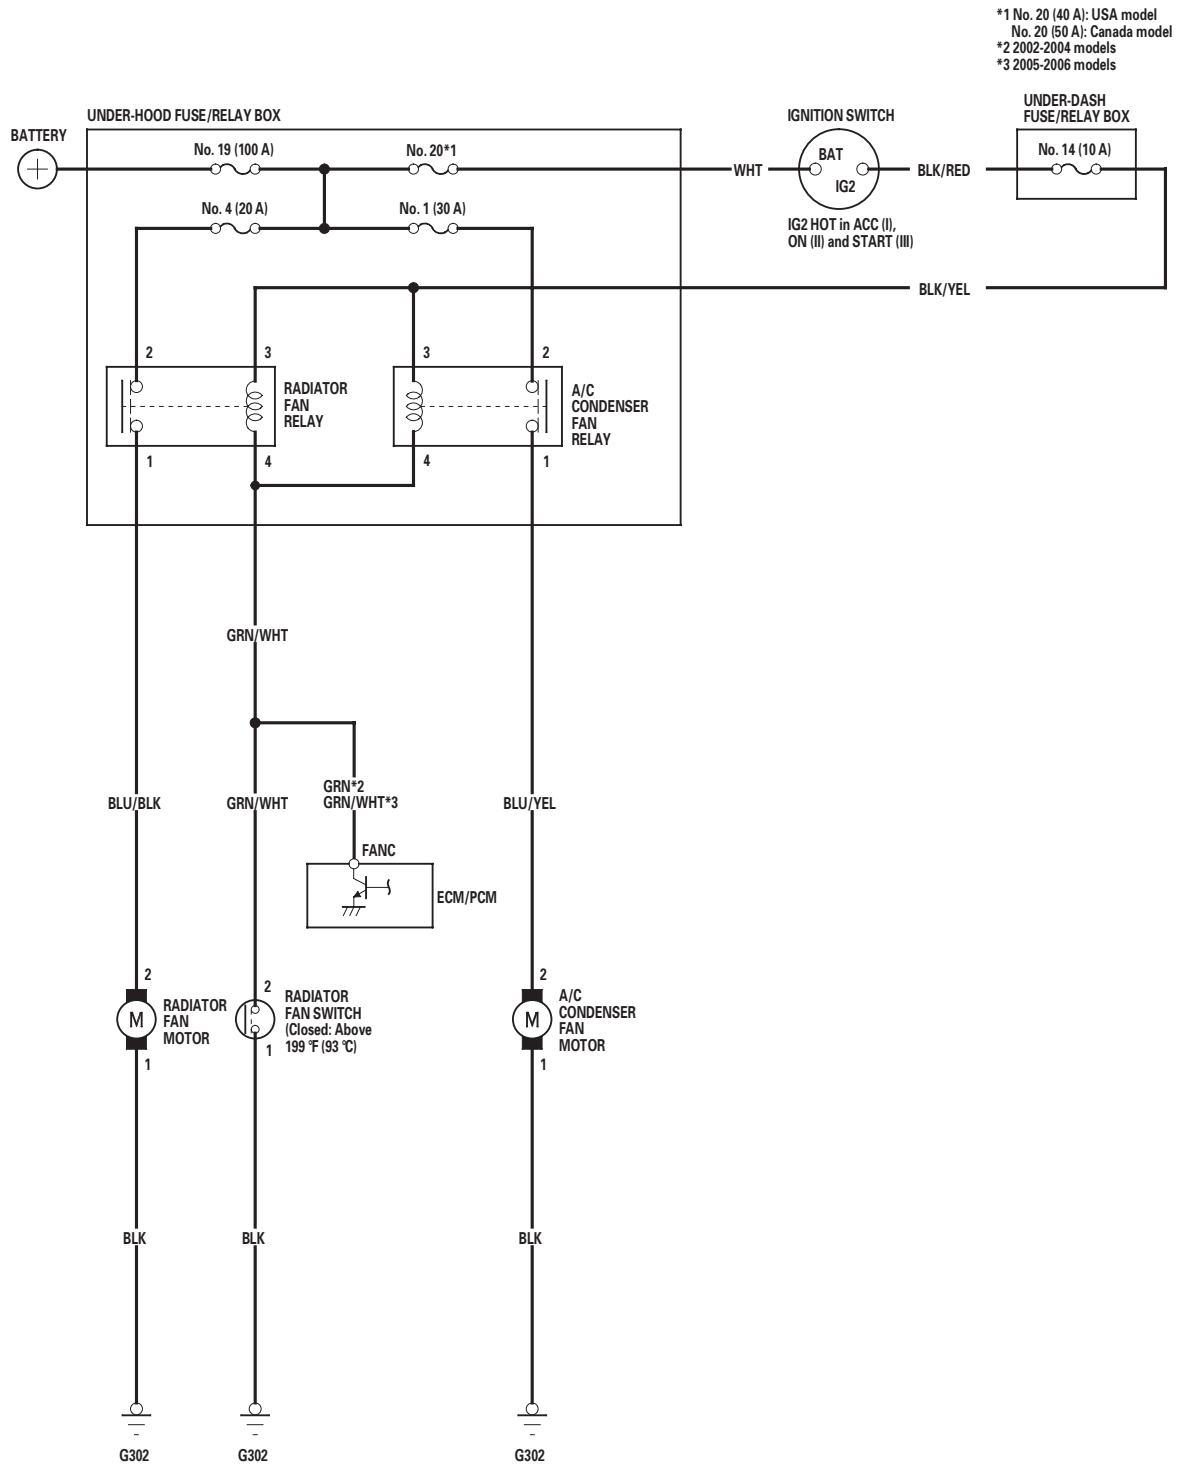 *1 No. 20 (40 A): USA model
No. 20 (50 A): Canada model
*2 2002-2004 models
*3 2005-2006 models
UNDER-DASH
FUSE/RELAY BOX
UNDER-HOOD FUSE/RELAY BOX
IGNITION SWITCH
BATTERY
No. 19 (100 A)
No. 20*1
No. 14 (10 A)
BAT
WHT
BLK/RED
IG2
No. 4 (20 A)
No. 1 (30 A)
IG2 HOT in ACC (I),
ON (II) and START (III)
BLK/YEL
2
3
3
2
RADIATOR
FAN
RELAY
A/C
CONDENSER
FAN
RELAY
1
4
4
1
GRN/WHT
GRN*2
GRN/WHT*3
BLU/BLK
GRN/WHT
BLU/YEL
FANC
ECM/PCM
2
2
2
RADIATOR
FAN
MOTOR
M
RADIATOR
FAN SWITCH
(Closed: Above
199 °F (93 °C)
M
A/C
CONDENSER
FAN
MOTOR
1
1
1
BLK
BLK
BLK
G302
G302
G302